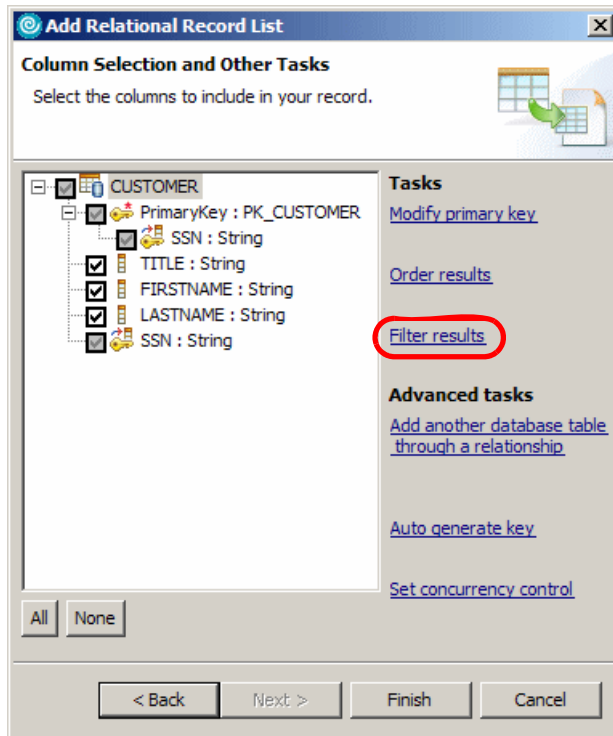 Add Relational Record List
Column Selection and Other Tasks
Select the columns to include in your record.
CUSTOMER
PrimaryKey : PK_CUSTOMER
SSN : String
TITLE : String
FIRSTNAME : String
LASTNAME : String
SSN : String
Tasks
Modify primary key
Order results
Filter results
Advanced tasks
Add another database table
through a relationship
Auto generate key
Set concurrency control
All None
< Back Next > Finish Cancel